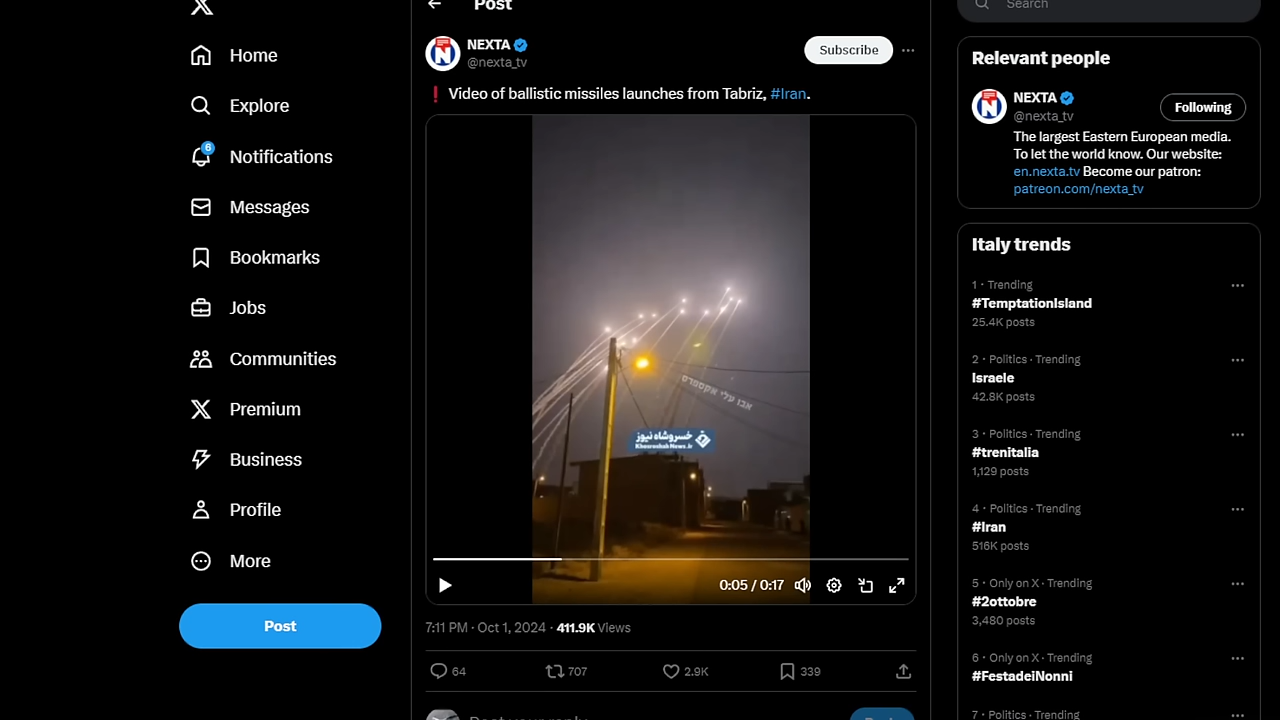 Post
Search
Home
Explore
6
Notifications
Messages
Bookmarks
Jobs
Communities
Premium
Business
Profile
More
Post
NEXTA
@nexta_tv
Subscribe
❗ Video of ballistic missiles launches from Tabriz, #Iran.
אבו עלי אקספרס
خسروشاه نیوز
KhosroshahNews.ir
0:05 / 0:17
7:11 PM · Oct 1, 2024 · 411.9K Views
64
707
2.9K
339
Relevant people
NEXTA
@nexta_tv
Following
The largest Eastern European media.
To let the world know. Our website:
en.nexta.tv Become our patron:
patreon.com/nexta_tv
Italy trends
1 · Trending
#TemptationIsland
25.4K posts
2 · Politics · Trending
Israele
42.8K posts
3 · Politics · Trending
#trenitalia
1,129 posts
4 · Politics · Trending
#Iran
516K posts
5 · Only on X · Trending
#2ottobre
3,480 posts
6 · Only on X · Trending
#FestadeiNonni
7 · Politics · Trending